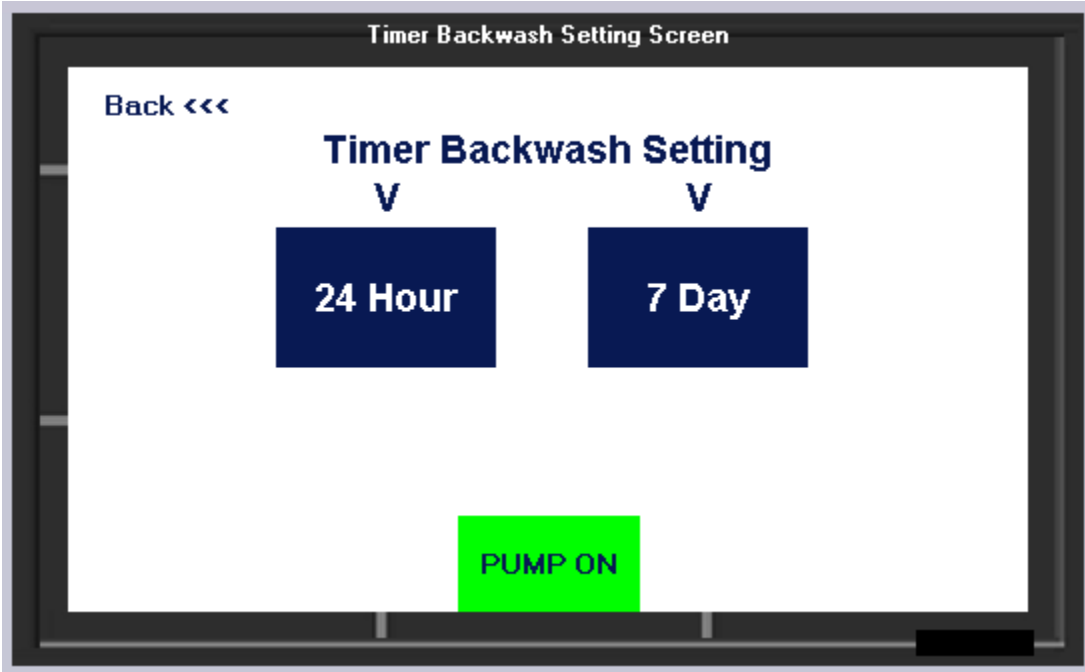 Timer Backwash Setting Screen
Back <<<
Timer Backwash Setting
V V
24 Hour 7 Day
PUMP ON